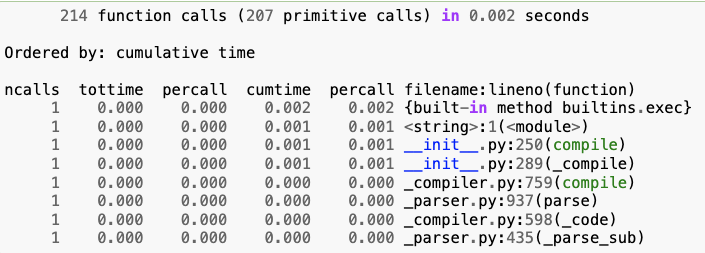 214 function calls (207 primitive calls) in 0.002 seconds
Ordered by: cumulative time
ncalls  tottime  percall  cumtime  percall filename:lineno(function)
     1    0.000    0.000    0.002    0.002 {built-in method builtins.exec}
     1    0.000    0.000    0.001    0.001 <string>:1(<module>)
     1    0.000    0.000    0.001    0.001 __init__.py:250(compile)
     1    0.000    0.000    0.001    0.001 __init__.py:289(_compile)
     1    0.000    0.000    0.000    0.000 _compiler.py:759(compile)
     1    0.000    0.000    0.000    0.000 _parser.py:937(parse)
     1    0.000    0.000    0.000    0.000 _compiler.py:598(_code)
     1    0.000    0.000    0.000    0.000 _parser.py:435(_parse_sub)